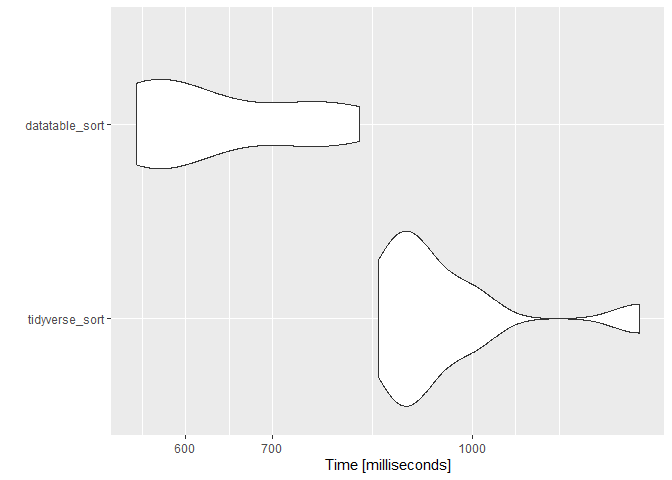 datatable_sort
tidyverse_sort
600 700 1000
Time [milliseconds]